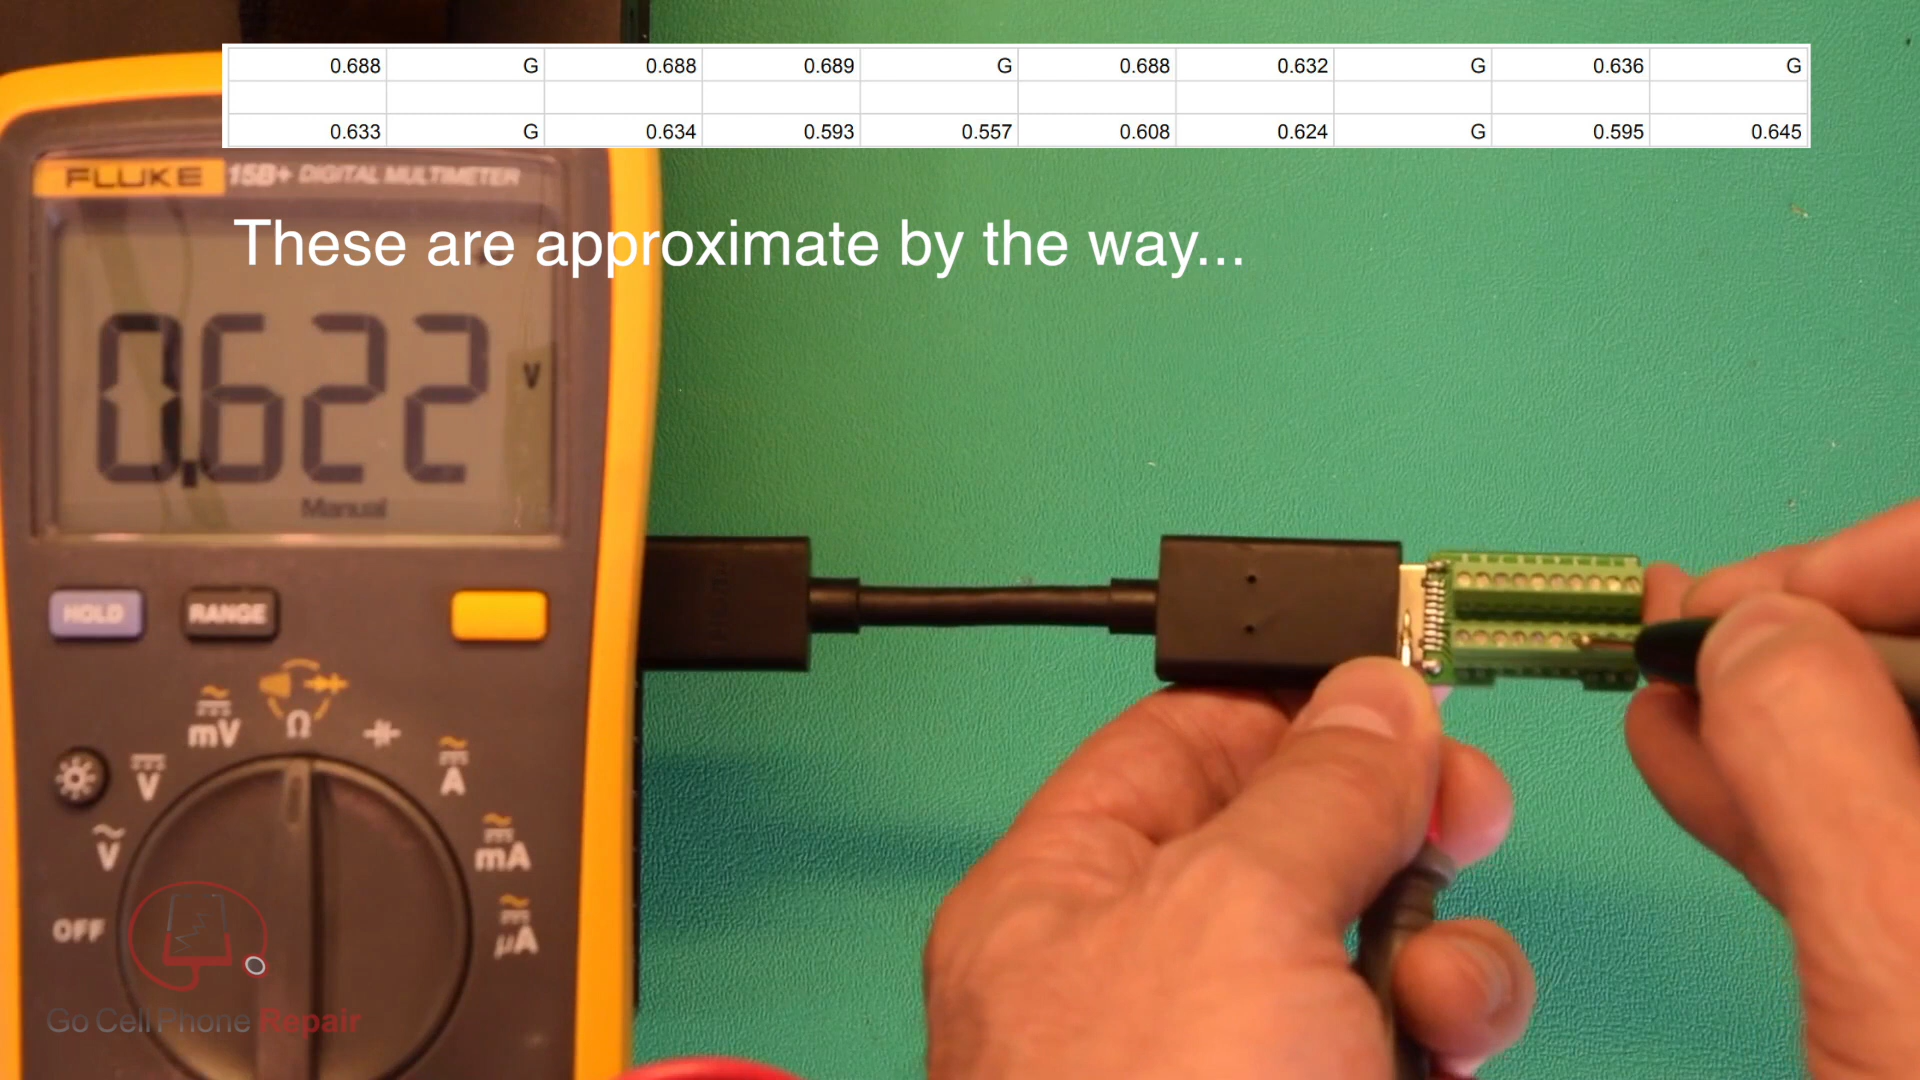 0.688 G 0.688 0.689 G 0.688 0.632 G 0.636 G
0.633 G 0.634 0.593 0.557 0.608 0.624 G 0.595 0.645
FLUKE 15B+ DIGITAL MULTIMETER
These are approximate by the way...
0.622 V
Manual
HOLD RANGE
mV Ω A
V
V mA
OFF µA
Go Cell Phone Repair